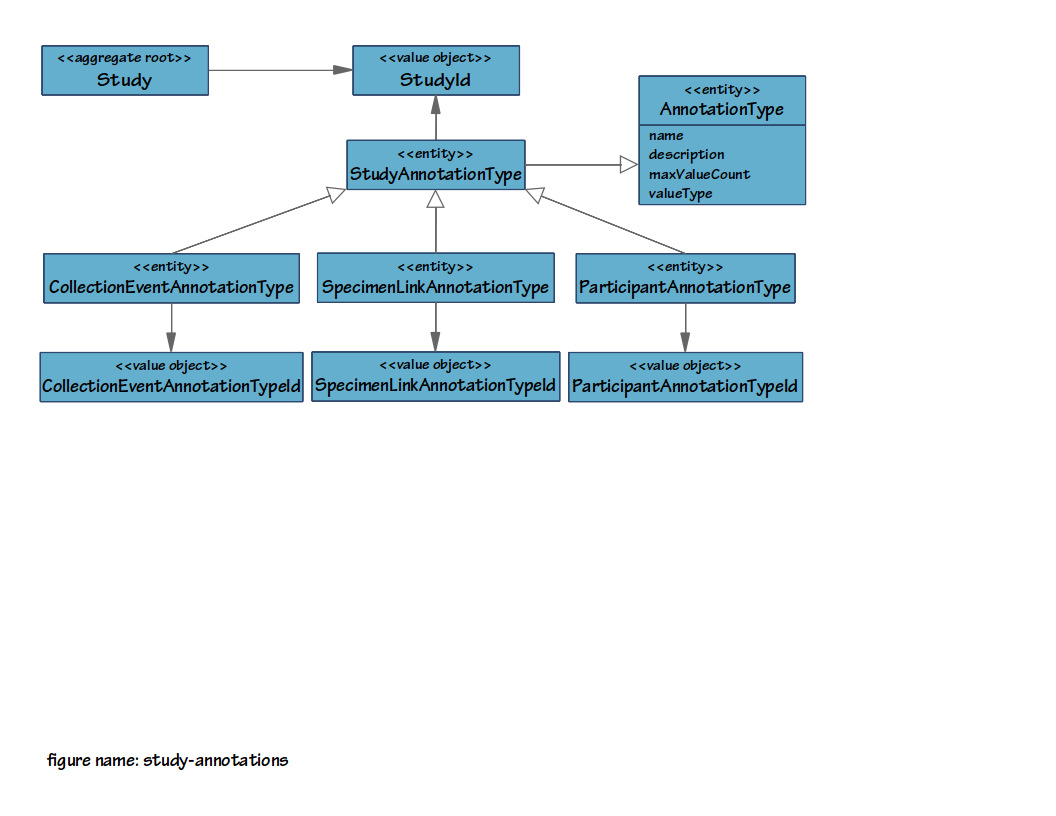 <<aggregate root>>
Study
<<value object>>
StudyId
<<entity>>
AnnotationType
name
description
maxValueCount
valueType
<<entity>>
StudyAnnotationType
<<entity>>
CollectionEventAnnotationType
<<entity>>
SpecimenLinkAnnotationType
<<entity>>
ParticipantAnnotationType
<<value object>>
CollectionEventAnnotationTypeId
<<value object>>
SpecimenLinkAnnotationTypeId
<<value object>>
ParticipantAnnotationTypeId
figure name: study-annotations